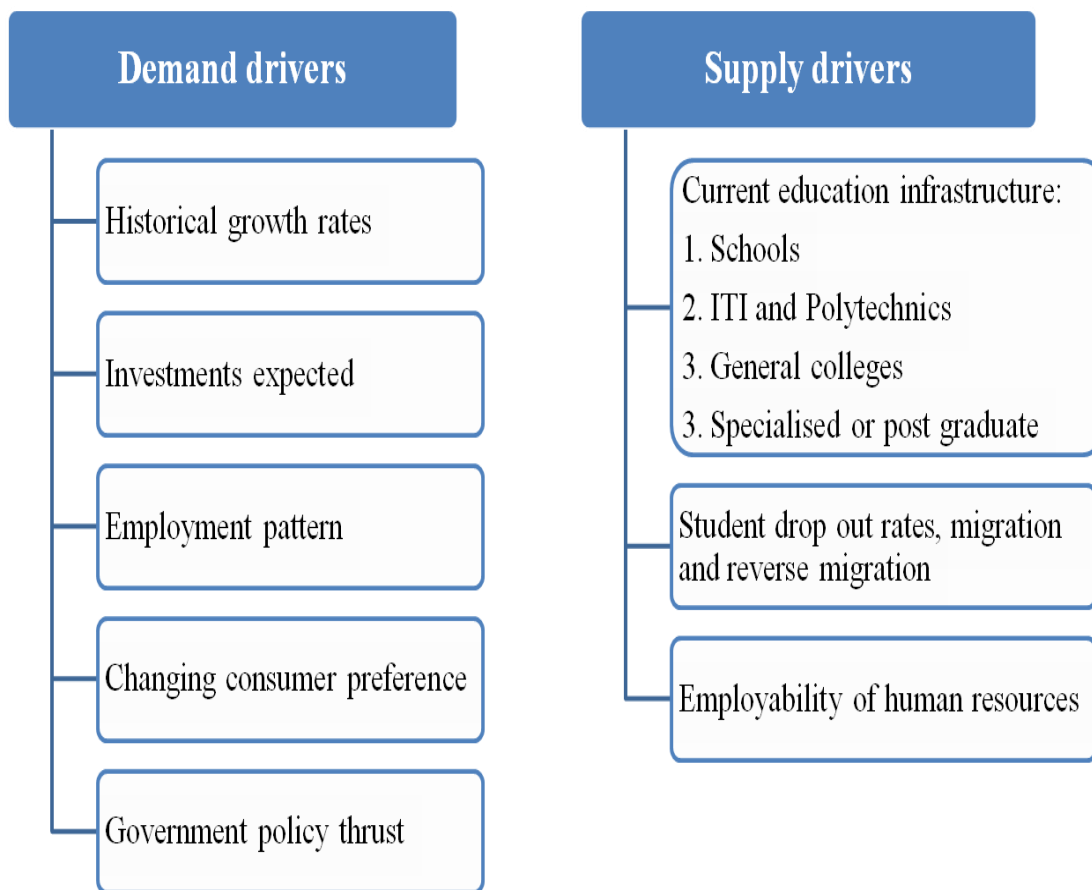 Demand drivers
Historical growth rates
Investments expected
Employment pattern
Changing consumer preference
Government policy thrust
Supply drivers
Current education infrastructure:
1. Schools
2. ITI and Polytechnics
3. General colleges
3. Specialised or post graduate
Student drop out rates, migration
and reverse migration
Employability of human resources